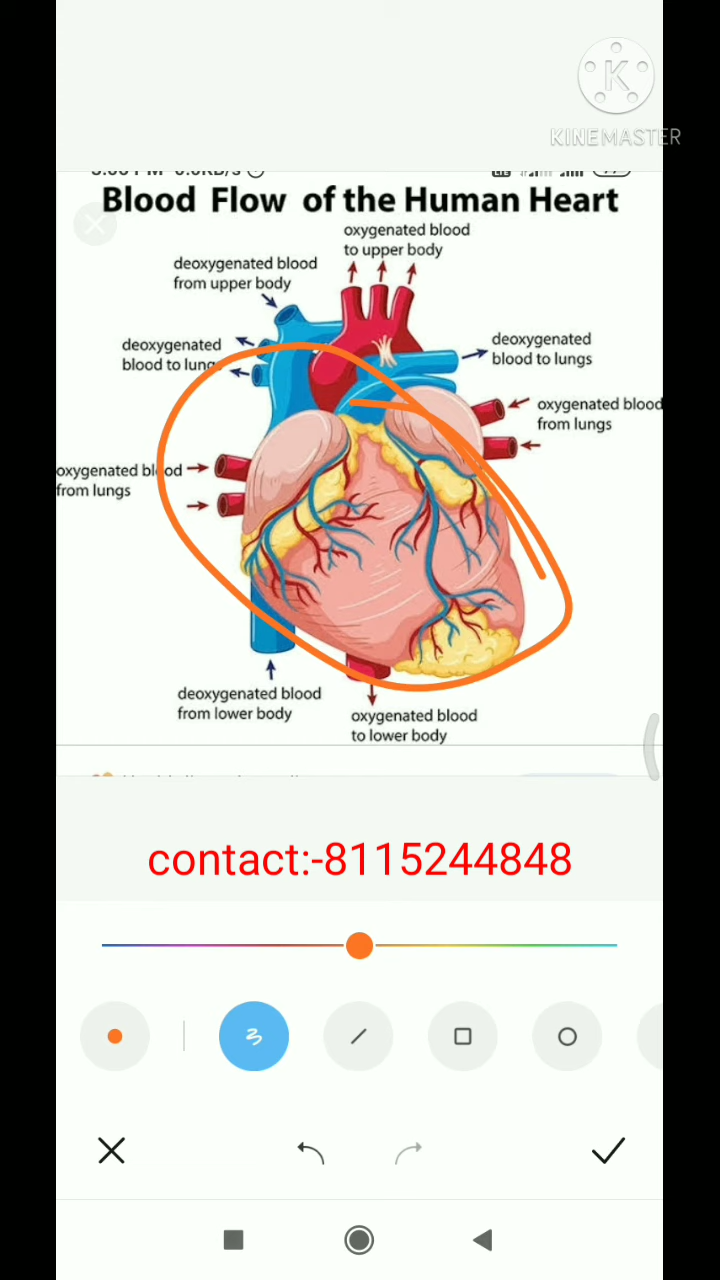 KINEMASTER
Blood Flow of the Human Heart
oxygenated blood
to upper body
deoxygenated blood
from upper body
deoxygenated
blood to lungs
deoxygenated
blood to lungs
oxygenated blood
from lungs
oxygenated blood
from lungs
deoxygenated blood
from lower body
oxygenated blood
to lower body
contact:-8115244848